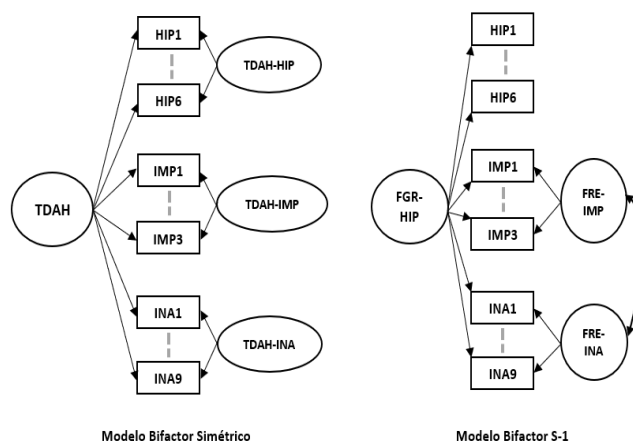 HIP1
HIP6
TDAH-HIP
TDAH
IMP1
IMP3
TDAH-IMP
INA1
INA9
TDAH-INA
Modelo Bifactor Simétrico
HIP1
HIP6
FGR-
HIP
IMP1
IMP3
FRE-
IMP
INA1
INA9
FRE-
INA
Modelo Bifactor S-1